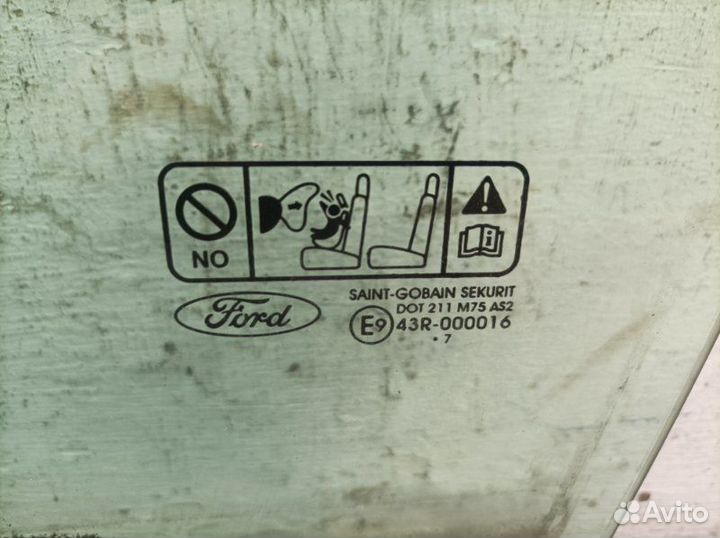 NO
Ford
SAINT-GOBAIN SEKURIT
DOT 211 M75 AS2
E9 43R-000016
. 7
Avito